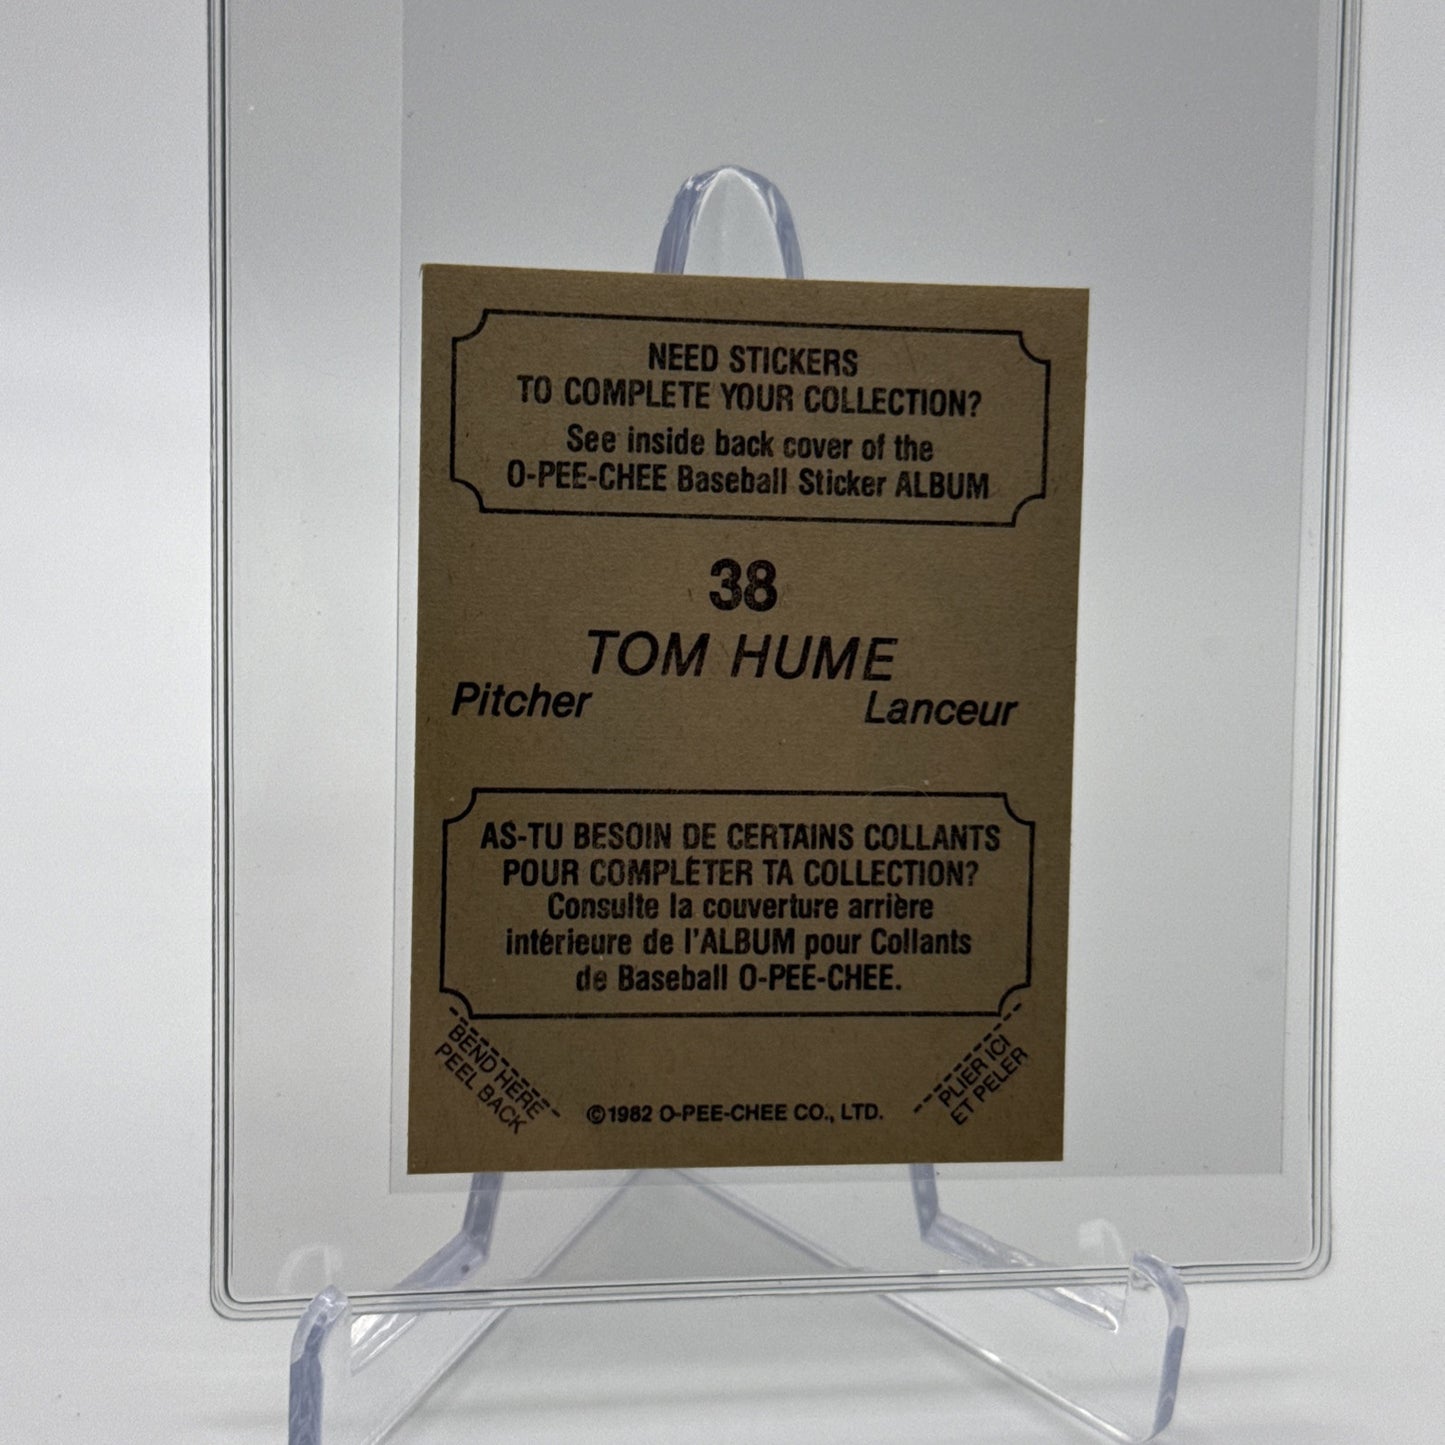 NEED STICKERS
TO COMPLETE YOUR COLLECTION?
See inside back cover of the
O-PEE-CHEE Baseball Sticker ALBUM
38
TOM HUME
Pitcher Lanceur
AS-TU BESOIN DE CERTAINS COLLANTS
POUR COMPLÉTER TA COLLECTION?
Consulte la couverture arrière
intérieure de l'ALBUM pour Collants
de Baseball O-PEE-CHEE.
BEND HERE
PEEL BACK
©1982 O-PEE-CHEE CO., LTD.
PLIER ICI
ET PELER